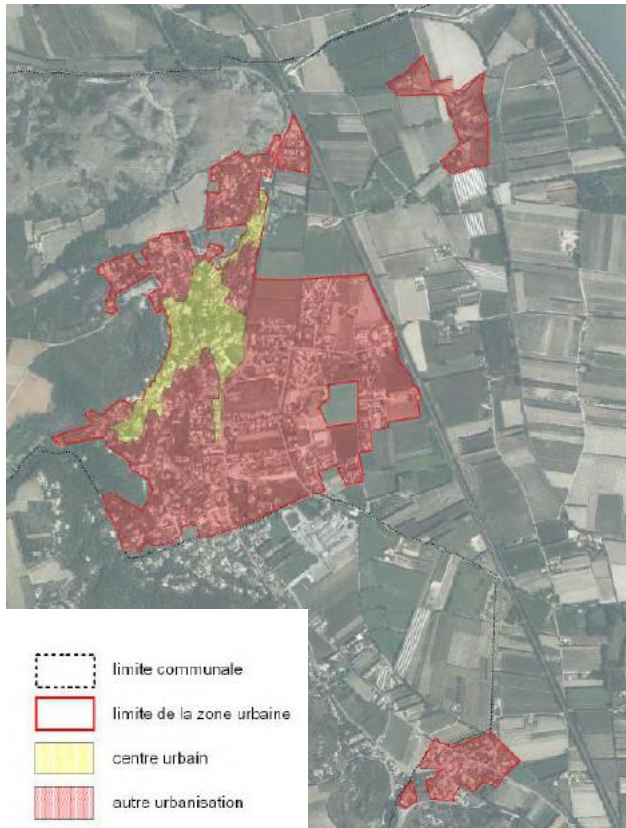 limite communale
limite de la zone urbaine
centre urbain
autre urbanisation